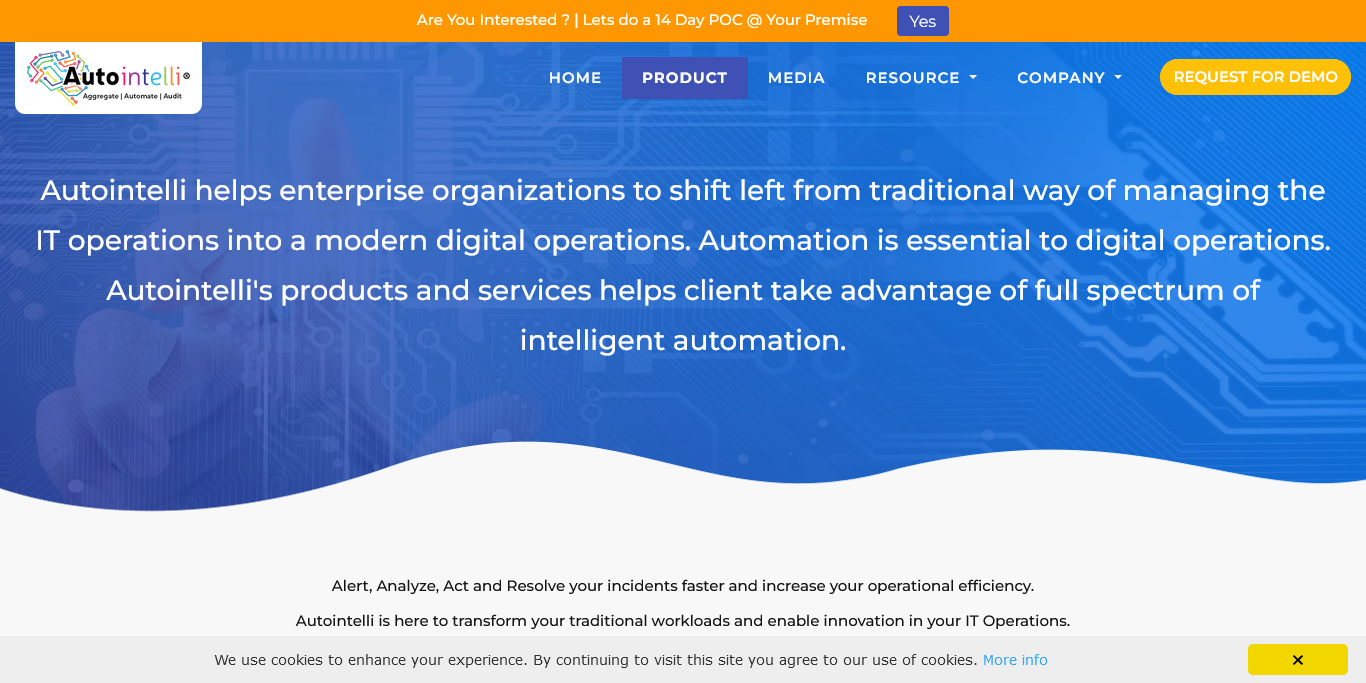 Are You Interested ? | Lets do a 14 Day POC @ Your Premise Yes
Autointelli®
Aggregate | Automate | Audit
HOME PRODUCT MEDIA RESOURCE COMPANY REQUEST FOR DEMO
Autointelli helps enterprise organizations to shift left from traditional way of managing the
IT operations into a modern digital operations. Automation is essential to digital operations.
Autointelli's products and services helps client take advantage of full spectrum of
intelligent automation.
Alert, Analyze, Act and Resolve your incidents faster and increase your operational efficiency.
Autointelli is here to transform your traditional workloads and enable innovation in your IT Operations.
We use cookies to enhance your experience. By continuing to visit this site you agree to our use of cookies. More info